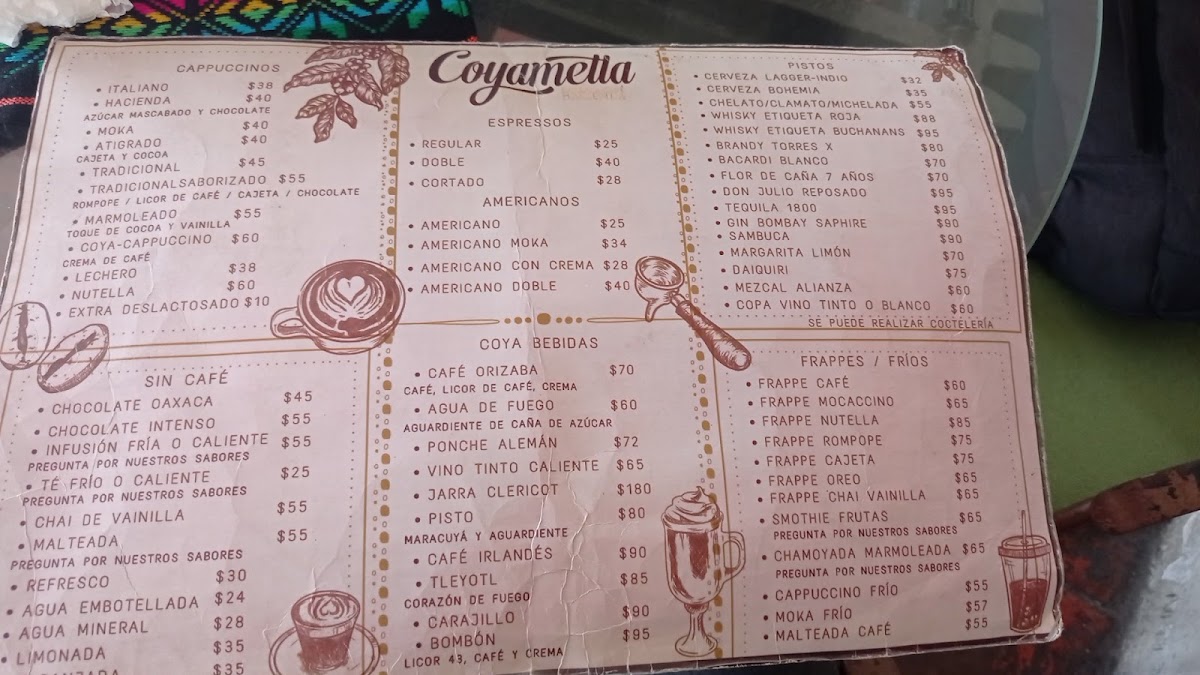 Coyametla
CAPPUCCINOS
• ITALIANO $38
• HACIENDA $40
AZÚCAR MASCABADO Y CHOCOLATE
• MOKA $40
• ATIGRADO $40
CAJETA Y COCOA
• TRADICIONAL $45
• TRADICIONALSABORIZADO $55
ROMPOPE / LICOR DE CAFÉ / CAJETA / CHOCOLATE
• MARMOLEADO $55
TOQUE DE COCOA Y VAINILLA
• COYA-CAPPUCCINO $60
CREMA DE CAFÉ
• LECHERO $38
• NUTELLA $60
• EXTRA DESLACTOSADO $10
SIN CAFÉ
• CHOCOLATE OAXACA $45
• CHOCOLATE INTENSO $55
• INFUSIÓN FRÍA O CALIENTE $55
PREGUNTA POR NUESTROS SABORES
• TÉ FRÍO O CALIENTE $25
PREGUNTA POR NUESTROS SABORES
• CHAI DE VAINILLA $55
• MALTEADA $55
PREGUNTA POR NUESTROS SABORES
• REFRESCO $30
• AGUA EMBOTELLADA $24
• AGUA MINERAL $28
• LIMONADA $35
$35
ESPRESSOS
• REGULAR $25
• DOBLE $40
• CORTADO $28
AMERICANOS
• AMERICANO $25
• AMERICANO MOKA $34
• AMERICANO CON CREMA $28
• AMERICANO DOBLE $40
COYA BEBIDAS
• CAFÉ ORIZABA $70
CAFÉ, LICOR DE CAFÉ, CREMA
• AGUA DE FUEGO $60
AGUARDIENTE DE CAÑA DE AZÚCAR
• PONCHE ALEMÁN $72
• VINO TINTO CALIENTE $65
• JARRA CLERICOT $180
• PISTO $80
MARACUYÁ Y AGUARDIENTE
• CAFÉ IRLANDÉS $90
• TLEYOTL $85
CORAZÓN DE FUEGO
• CARAJILLO $90
• BOMBÓN $95
LICOR 43, CAFÉ Y CREMA
PISTOS
• CERVEZA LAGGER-INDIO $32
• CERVEZA BOHEMIA $35
• CHELATO/CLAMATO/MICHELADA $55
• WHISKY ETIQUETA ROJA $88
• WHISKY ETIQUETA BUCHANANS $95
• BRANDY TORRES X $80
• BACARDI BLANCO $70
• FLOR DE CAÑA 7 AÑOS $70
• DON JULIO REPOSADO $95
• TEQUILA 1800 $95
• GIN BOMBAY SAPHIRE $90
• SAMBUCA $90
• MARGARITA LIMÓN $70
• DAIQUIRI $75
• MEZCAL ALIANZA $60
• COPA VINO TINTO O BLANCO $60
SE PUEDE REALIZAR COCTELERÍA
FRAPPES / FRÍOS
• FRAPPE CAFÉ $60
• FRAPPE MOCACCINO $65
• FRAPPE NUTELLA $85
• FRAPPE ROMPOPE $75
• FRAPPE CAJETA $75
• FRAPPE OREO $65
• FRAPPE CHAI VAINILLA $65
• SMOTHIE FRUTAS $65
PREGUNTA POR NUESTROS SABORES
• CHAMOYADA MARMOLEADA $65
PREGUNTA POR NUESTROS SABORES
• CAPPUCCINO FRÍO $55
• MOKA FRÍO $57
• MALTEADA CAFÉ $55